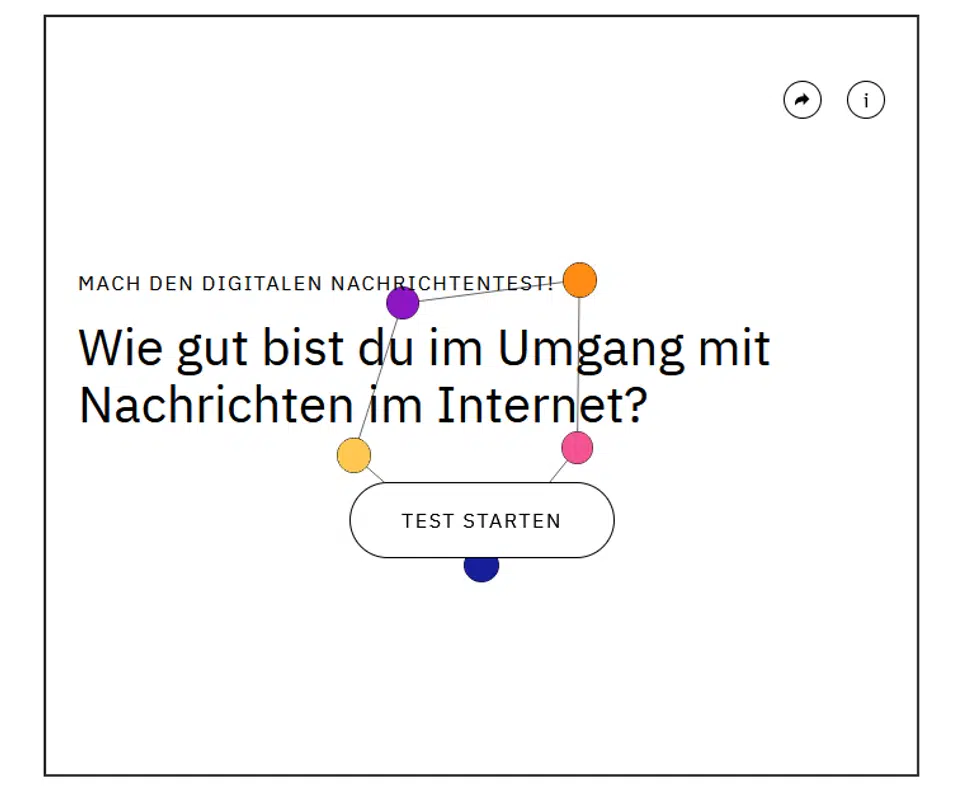 i
MACH DEN DIGITALEN NACHRICHTENTEST!
Wie gut bist du im Umgang mit
Nachrichten im Internet?
TEST STARTEN